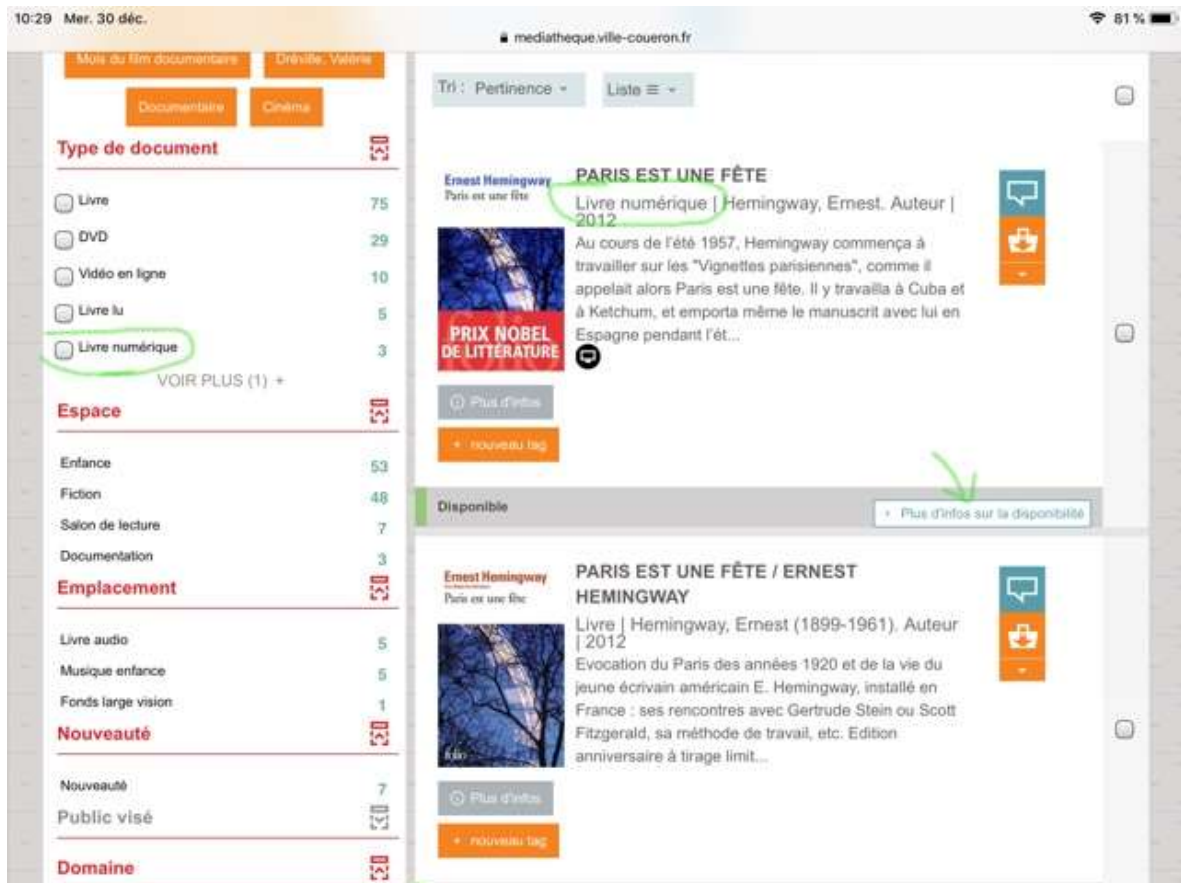 10:29 Mer. 30 déc.
81 %
mediatheque.ville-coueron.fr
Mois du film documentaire
Dréville, Valérie
Documentaire
Cinéma
Type de document
Livre 75
DVD 29
Vidéo en ligne 10
Livre lu 5
Livre numérique 3
VOIR PLUS (1) +
Espace
Enfance 53
Fiction 48
Salon de lecture 7
Documentation 3
Emplacement
Livre audio 5
Musique enfance 5
Fonds large vision 1
Nouveauté
Nouveauté 7
Public visé
Domaine
Tri : Pertinence
Liste
Ernest Hemingway
Paris est une fête
PRIX NOBEL
DE LITTÉRATURE
folio
PARIS EST UNE FÊTE
Livre numérique | Hemingway, Ernest. Auteur |
2012
Au cours de l'été 1957, Hemingway commença à
travailler sur les "Vignettes parisiennes", comme il
appelait alors Paris est une fête. Il y travailla à Cuba et
à Ketchum, et emporta même le manuscrit avec lui en
Espagne pendant l'ét...
Plus d'infos
+ nouveau tag
Disponible
+ Plus d'infos sur la disponibilité
Ernest Hemingway
Paris est une fête
folio
PARIS EST UNE FÊTE / ERNEST
HEMINGWAY
Livre | Hemingway, Ernest (1899-1961). Auteur
| 2012
Evocation du Paris des années 1920 et de la vie du
jeune écrivain américain E. Hemingway, installé en
France : ses rencontres avec Gertrude Stein ou Scott
Fitzgerald, sa méthode de travail, etc. Edition
anniversaire à tirage limit...
Plus d'infos
+ nouveau tag